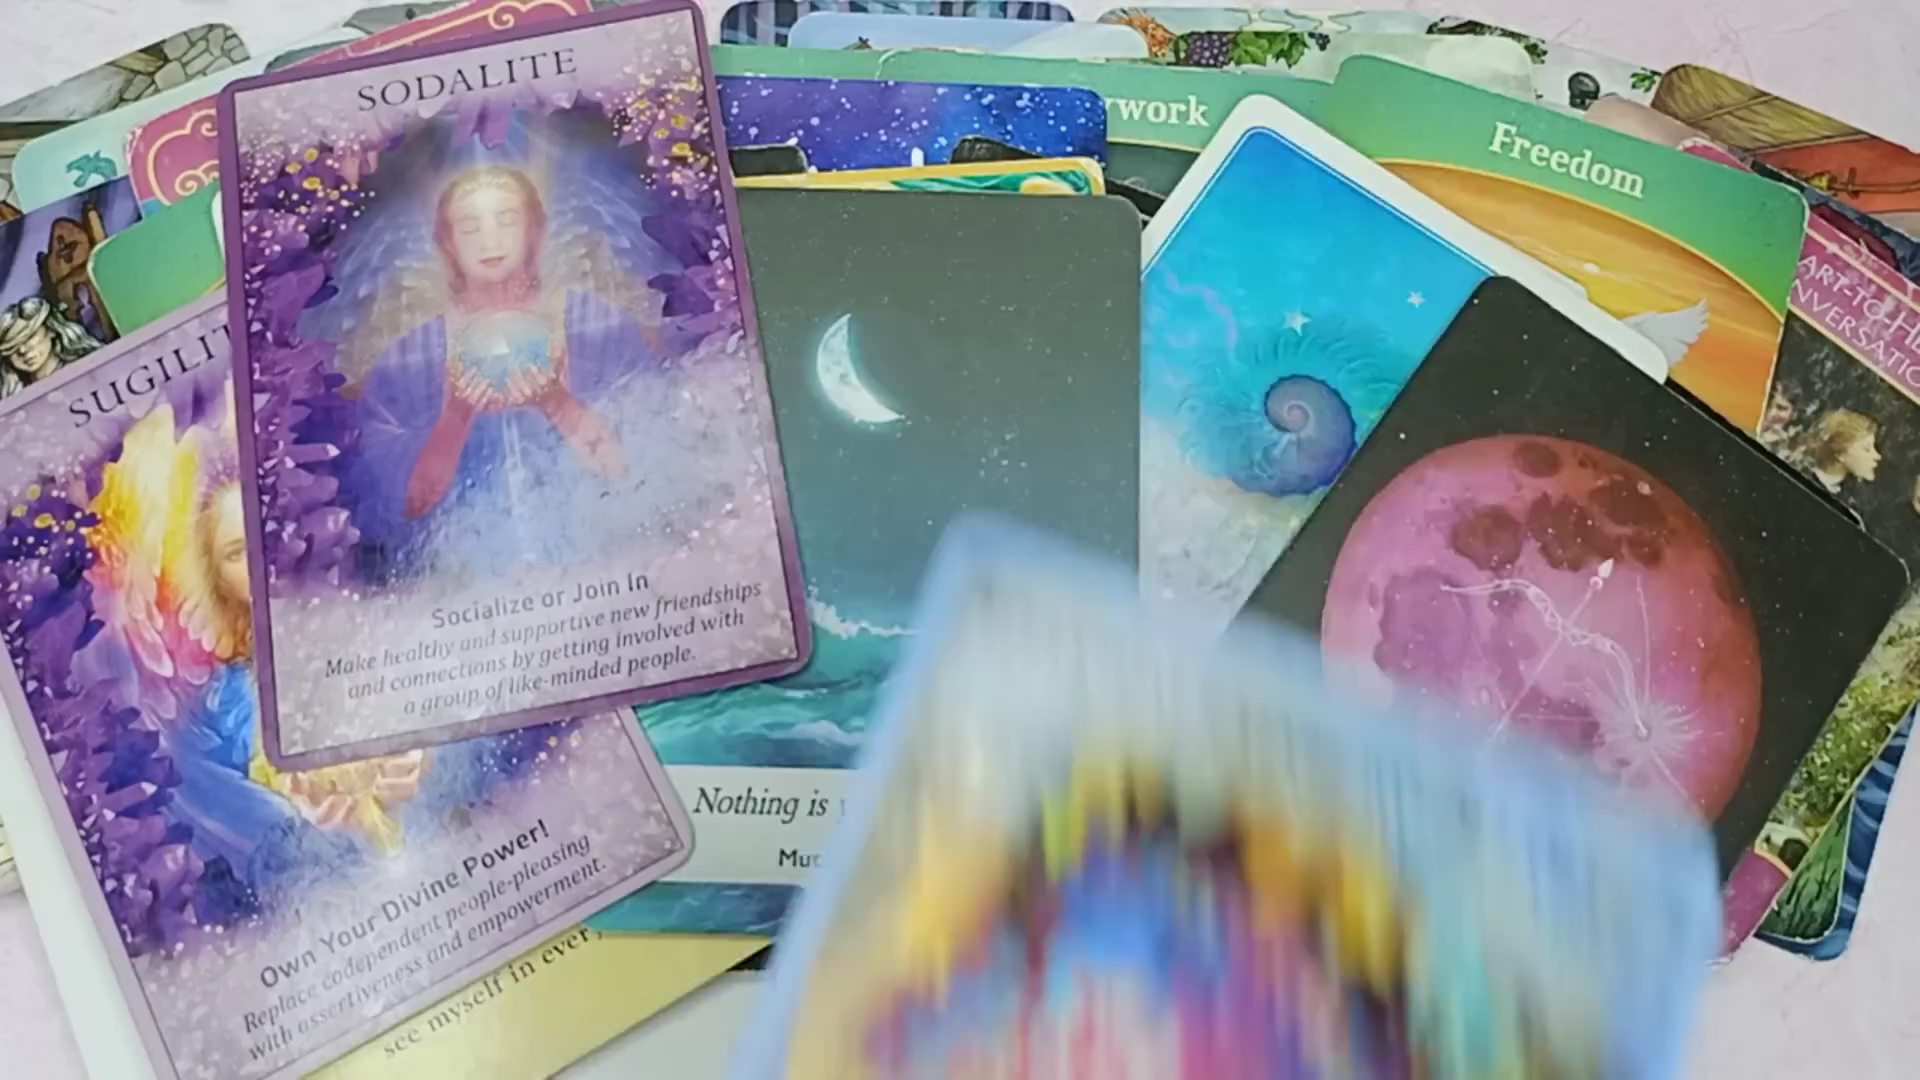 SODALITE
Socialize or Join In
Make healthy and supportive new friendships
and connections by getting involved with
a group of like-minded people.
SUGILIT
Own Your Divine Power!
Replace codependent people-pleasing
with assertiveness and empowerment.
see myself in ever
Nothing is
Freedom